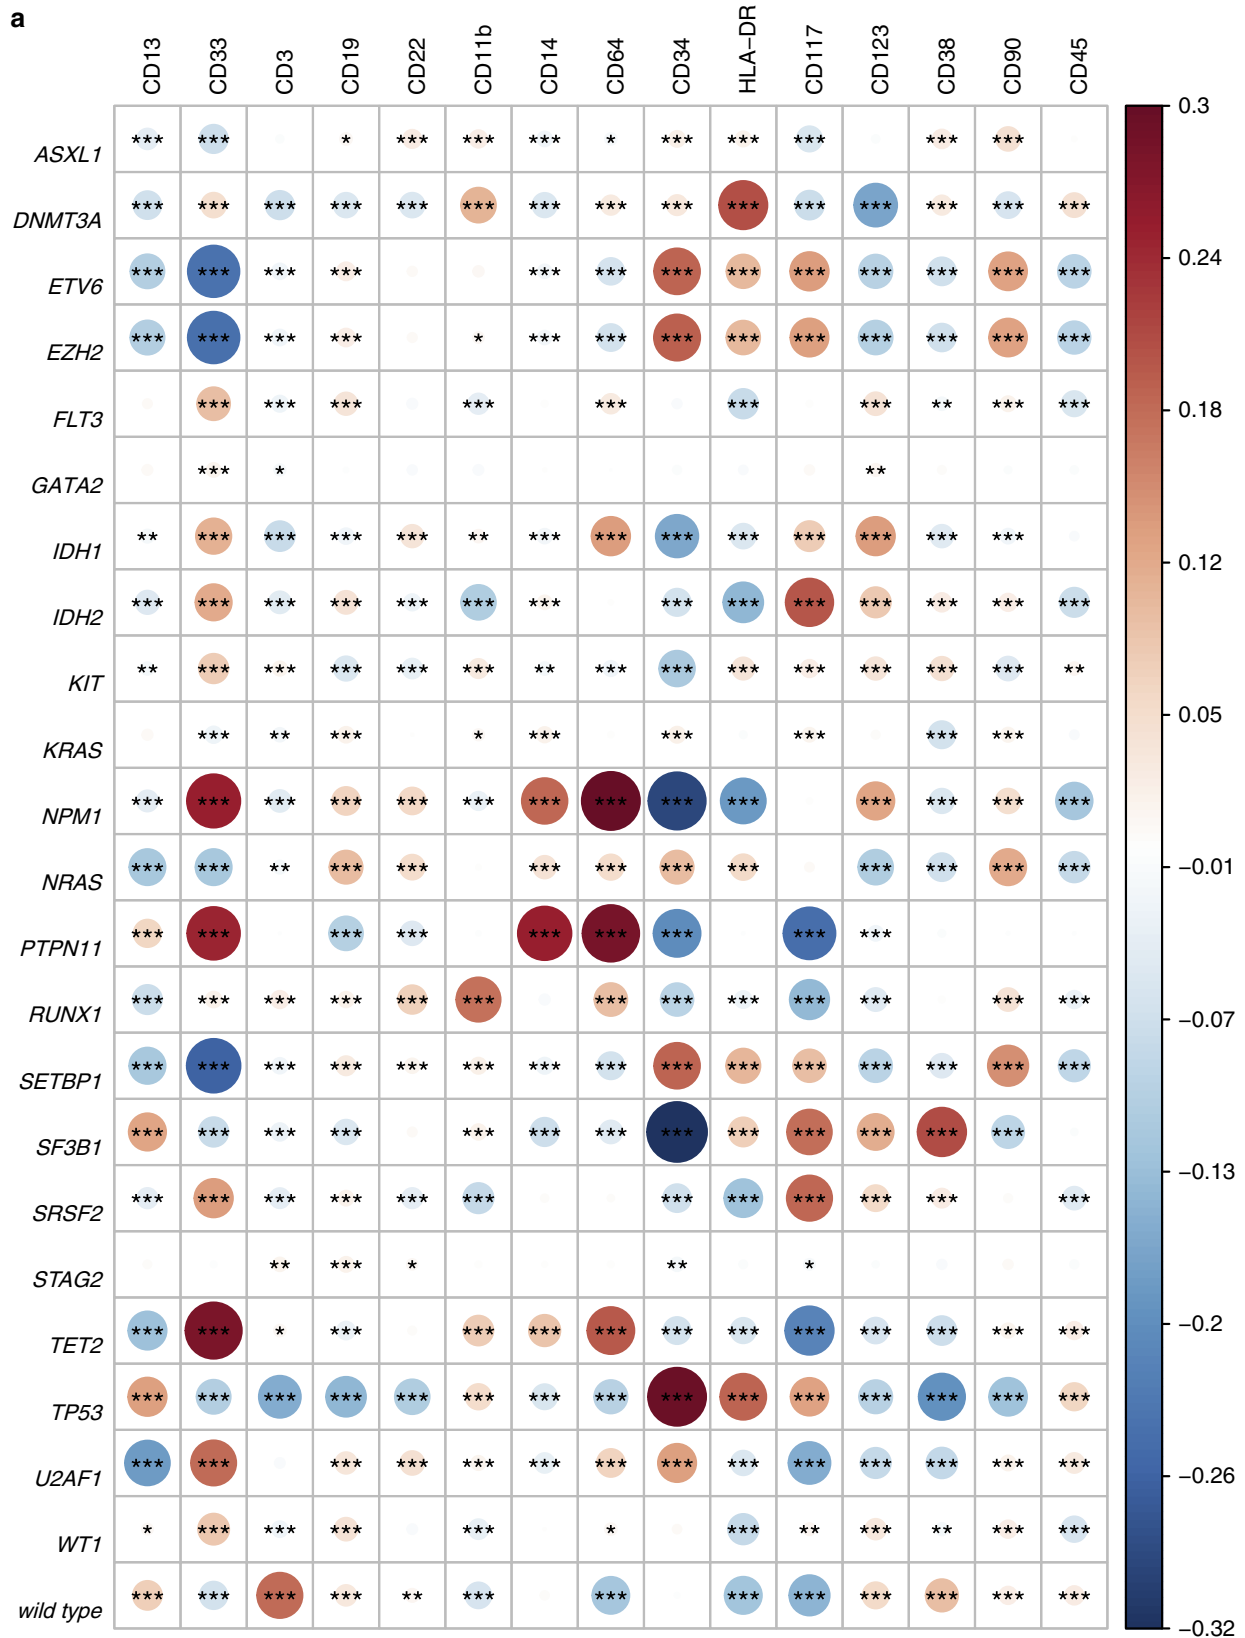 a
CD13 CD33 CD3 CD19 CD22 CD11b CD14 CD64 CD34 HLA−DR CD117 CD123 CD38 CD90 CD45
ASXL1 *** *** * *** *** *** * *** *** *** *** ***
DNMT3A *** *** *** *** *** *** *** *** *** *** *** *** *** *** ***
ETV6 *** *** *** *** *** *** *** *** *** *** *** *** ***
EZH2 *** *** *** *** * *** *** *** *** *** *** *** *** ***
FLT3 *** *** *** *** *** *** *** ** *** ***
GATA2 *** * **
IDH1 ** *** *** *** *** ** *** *** *** *** *** *** *** ***
IDH2 *** *** *** *** *** *** *** *** *** *** *** *** *** ***
KIT ** *** *** *** *** *** ** *** *** *** *** *** *** *** **
KRAS *** ** *** * *** *** *** *** ***
NPM1 *** *** *** *** *** *** *** *** *** *** *** *** *** ***
NRAS *** *** ** *** *** *** *** *** *** *** *** *** ***
PTPN11 *** *** *** *** *** *** *** *** ***
RUNX1 *** *** *** *** *** *** *** *** *** *** *** *** ***
SETBP1 *** *** *** *** *** *** *** *** *** *** *** *** *** *** ***
SF3B1 *** *** *** *** *** *** *** *** *** *** *** *** ***
SRSF2 *** *** *** *** *** *** *** *** *** *** *** ***
STAG2 ** *** * ** *
TET2 *** *** * *** *** *** *** *** *** *** *** *** *** ***
TP53 *** *** *** *** *** *** *** *** *** *** *** *** *** *** ***
U2AF1 *** *** *** *** *** *** *** *** *** *** *** *** *** ***
WT1 * *** *** *** *** * *** ** *** ** *** ***
wild type *** *** *** *** ** *** *** *** *** *** *** *** ***
0.3
0.24
0.18
0.12
0.05
−0.01
−0.07
−0.13
−0.2
−0.26
−0.32